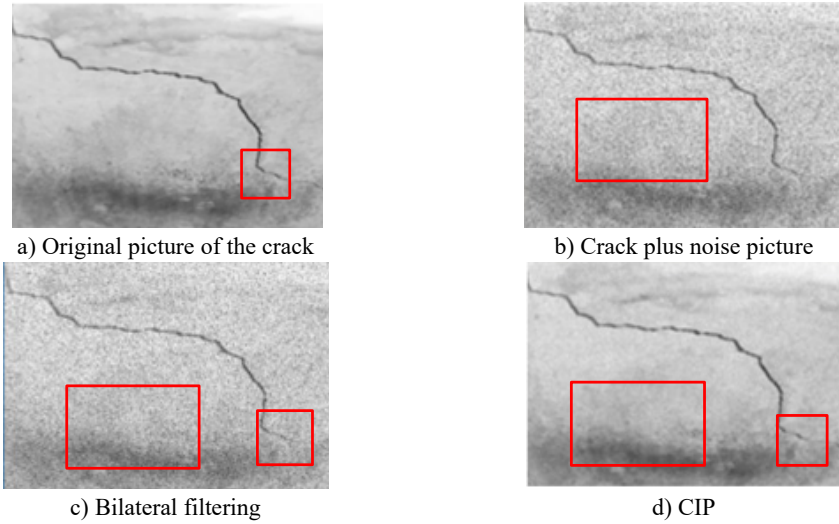 a) Original picture of the crack
b) Crack plus noise picture
c) Bilateral filtering
d) CIP